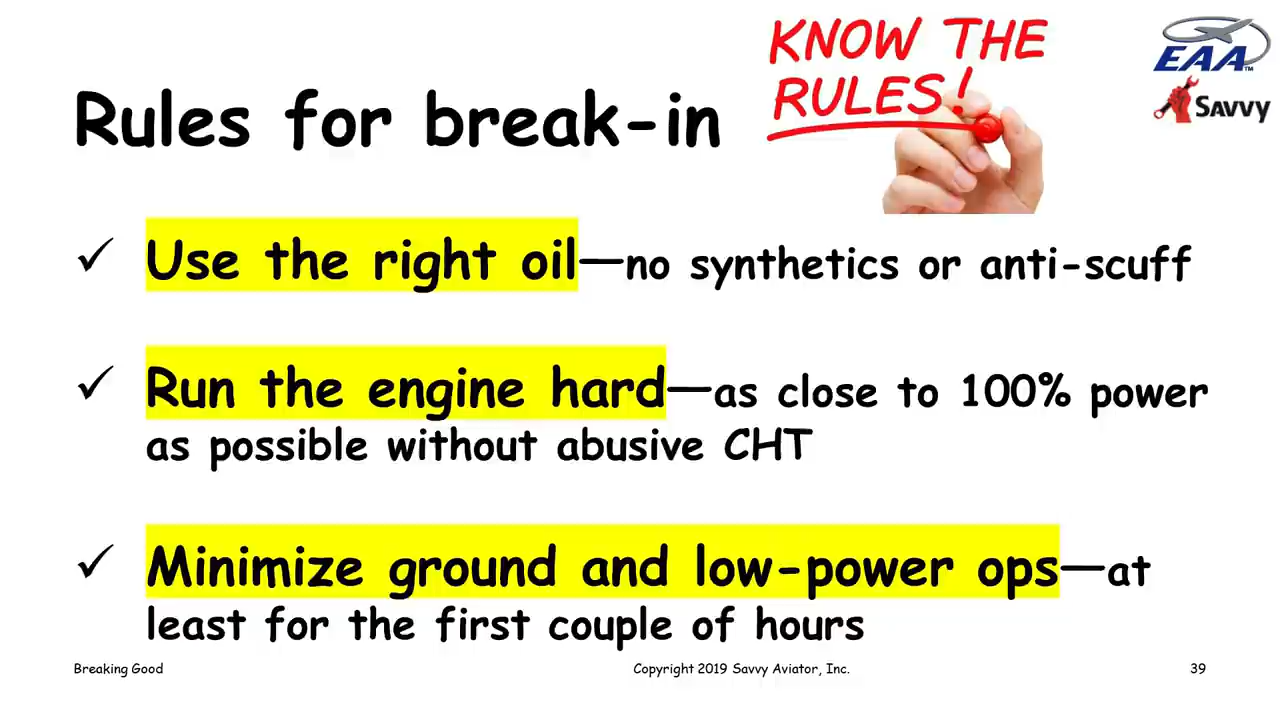 KNOW THE
RULES!
EAA™
Savvy
Rules for break-in
✓ Use the right oil—no synthetics or anti-scuff
✓ Run the engine hard—as close to 100% power
as possible without abusive CHT
✓ Minimize ground and low-power ops—at
least for the first couple of hours
Breaking Good
Copyright 2019 Savvy Aviator, Inc.
39